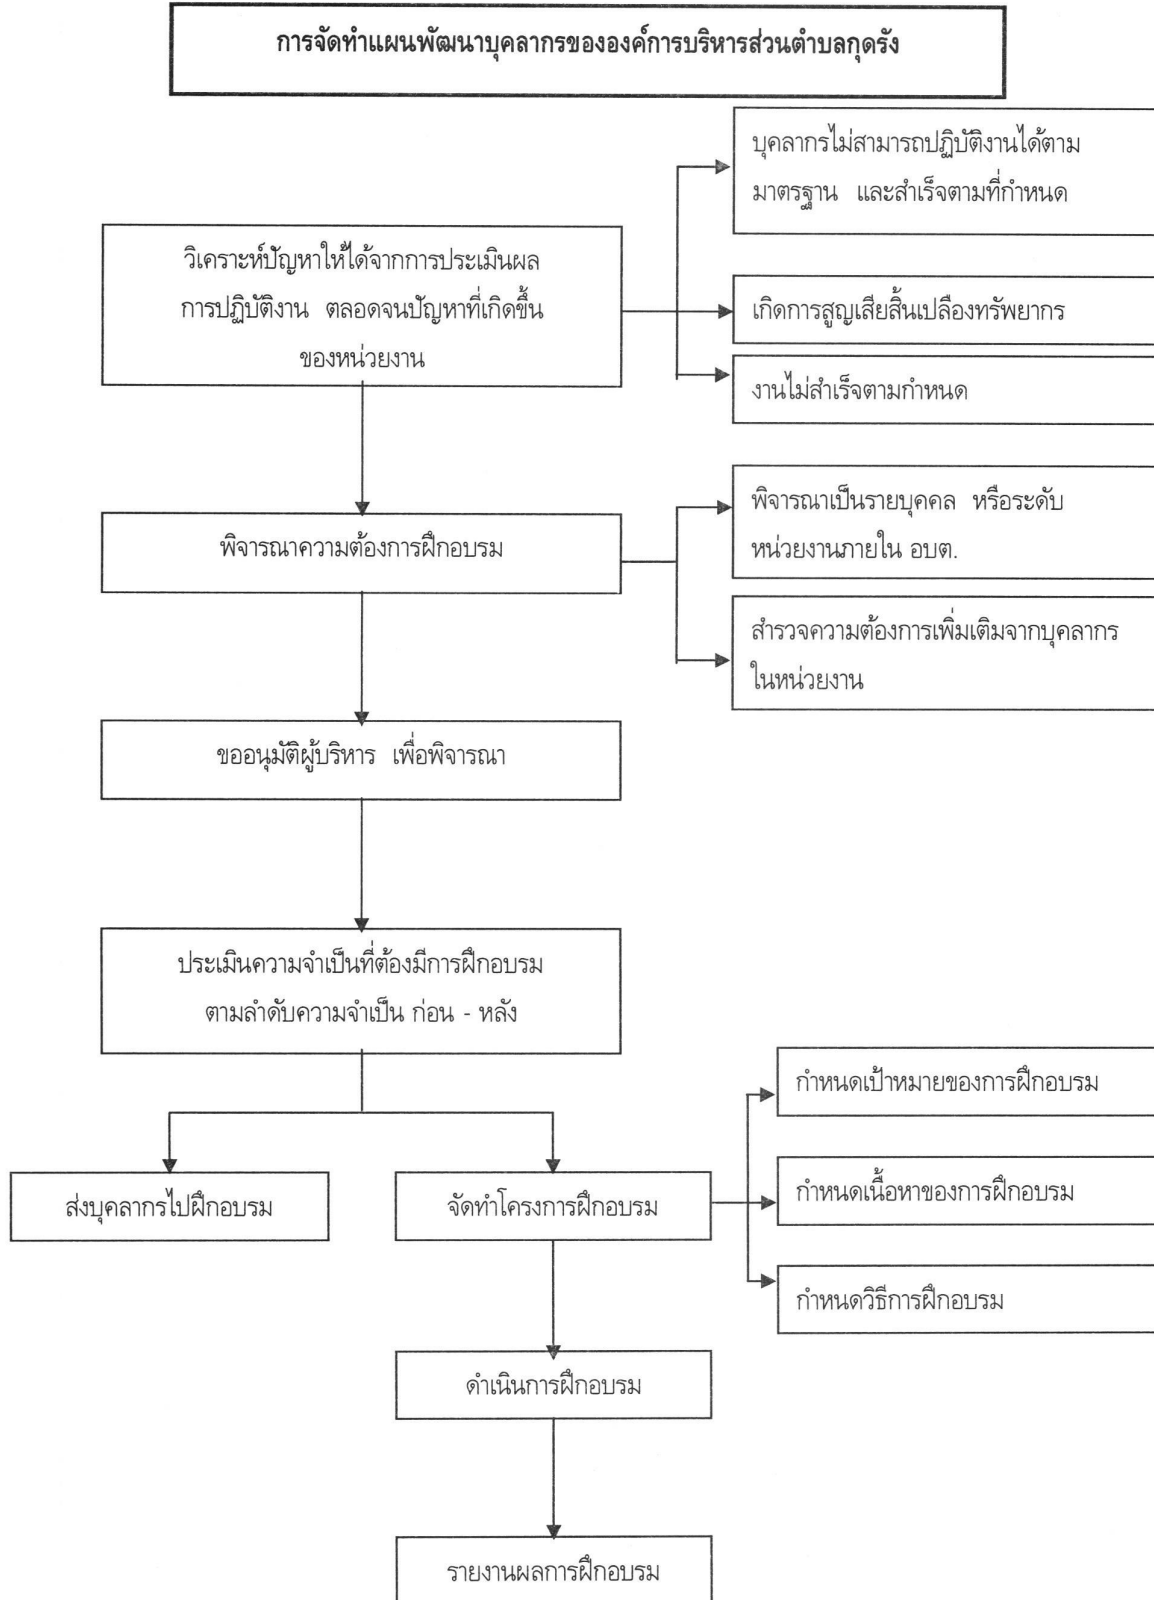 การจัดทำแผนพัฒนาบุคลากรขององค์การบริหารส่วนตำบลกุดรัง
บุคลากรไม่สามารถปฏิบัติงานได้ตาม
มาตรฐาน และสำเร็จตามที่กำหนด
วิเคราะห์ปัญหาให้ได้จากการประเมินผล
การปฏิบัติงาน ตลอดจนปัญหาที่เกิดขึ้น
ของหน่วยงาน
เกิดการสูญเสียสิ้นเปลืองทรัพยากร
งานไม่สำเร็จตามกำหนด
พิจารณาความต้องการฝึกอบรม
พิจารณาเป็นรายบุคคล หรือระดับ
หน่วยงานภายใน อบต.
สำรวจความต้องการเพิ่มเติมจากบุคลากร
ในหน่วยงาน
ขออนุมัติผู้บริหาร เพื่อพิจารณา
ประเมินความจำเป็นที่ต้องมีการฝึกอบรม
ตามลำดับความจำเป็น ก่อน - หลัง
ส่งบุคลากรไปฝึกอบรม
จัดทำโครงการฝึกอบรม
กำหนดเป้าหมายของการฝึกอบรม
กำหนดเนื้อหาของการฝึกอบรม
กำหนดวิธีการฝึกอบรม
ดำเนินการฝึกอบรม
รายงานผลการฝึกอบรม